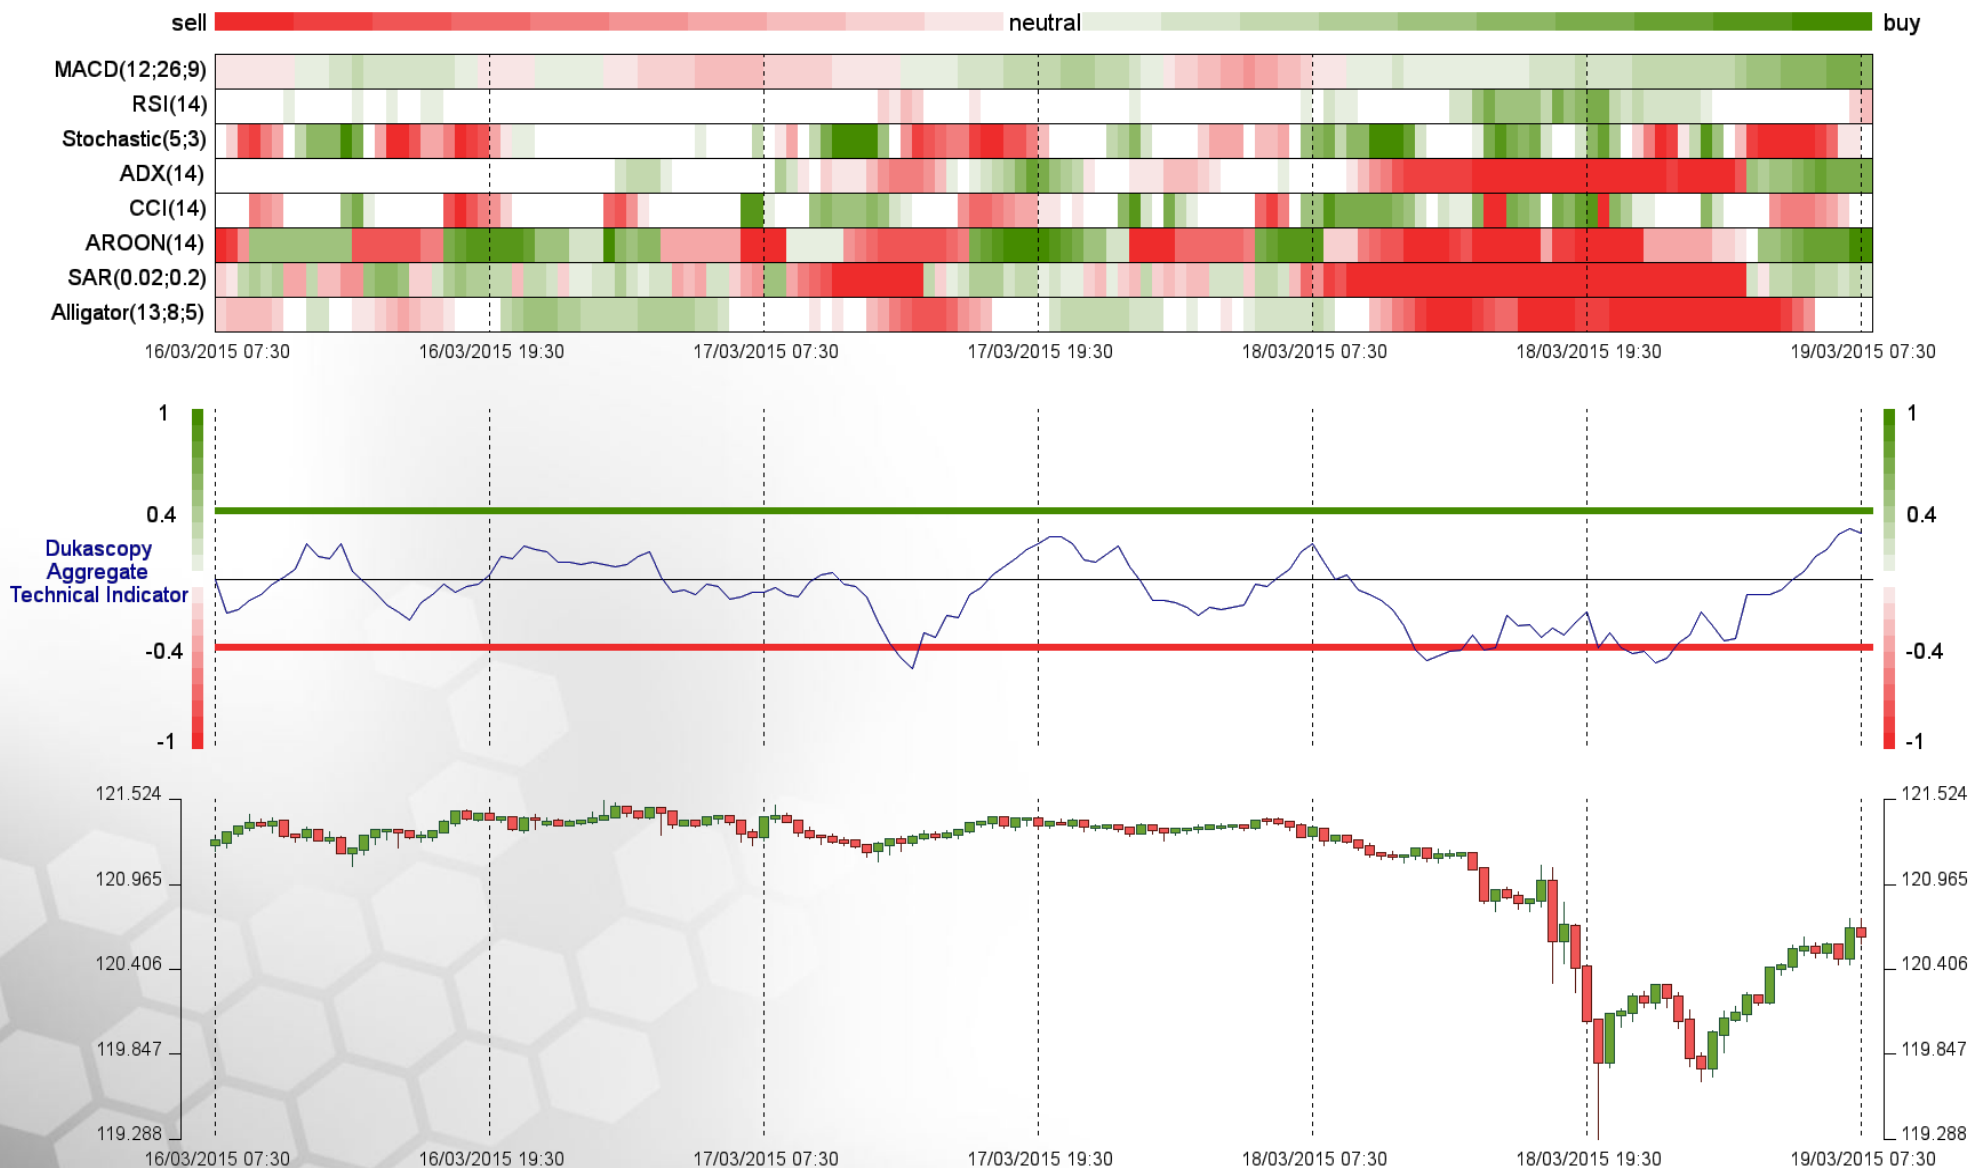 sell neutral buy
MACD(12;26;9)
RSI(14)
Stochastic(5;3)
ADX(14)
CCI(14)
AROON(14)
SAR(0.02;0.2)
Alligator(13;8;5)
16/03/2015 07:30 16/03/2015 19:30 17/03/2015 07:30 17/03/2015 19:30 18/03/2015 07:30 18/03/2015 19:30 19/03/2015 07:30
1 1
0.4 0.4
Dukascopy
Aggregate
Technical Indicator
-0.4 -0.4
-1 -1
121.524 121.524
120.965 120.965
120.406 120.406
119.847 119.847
119.288 119.288
16/03/2015 07:30 16/03/2015 19:30 17/03/2015 07:30 17/03/2015 19:30 18/03/2015 07:30 18/03/2015 19:30 19/03/2015 07:30